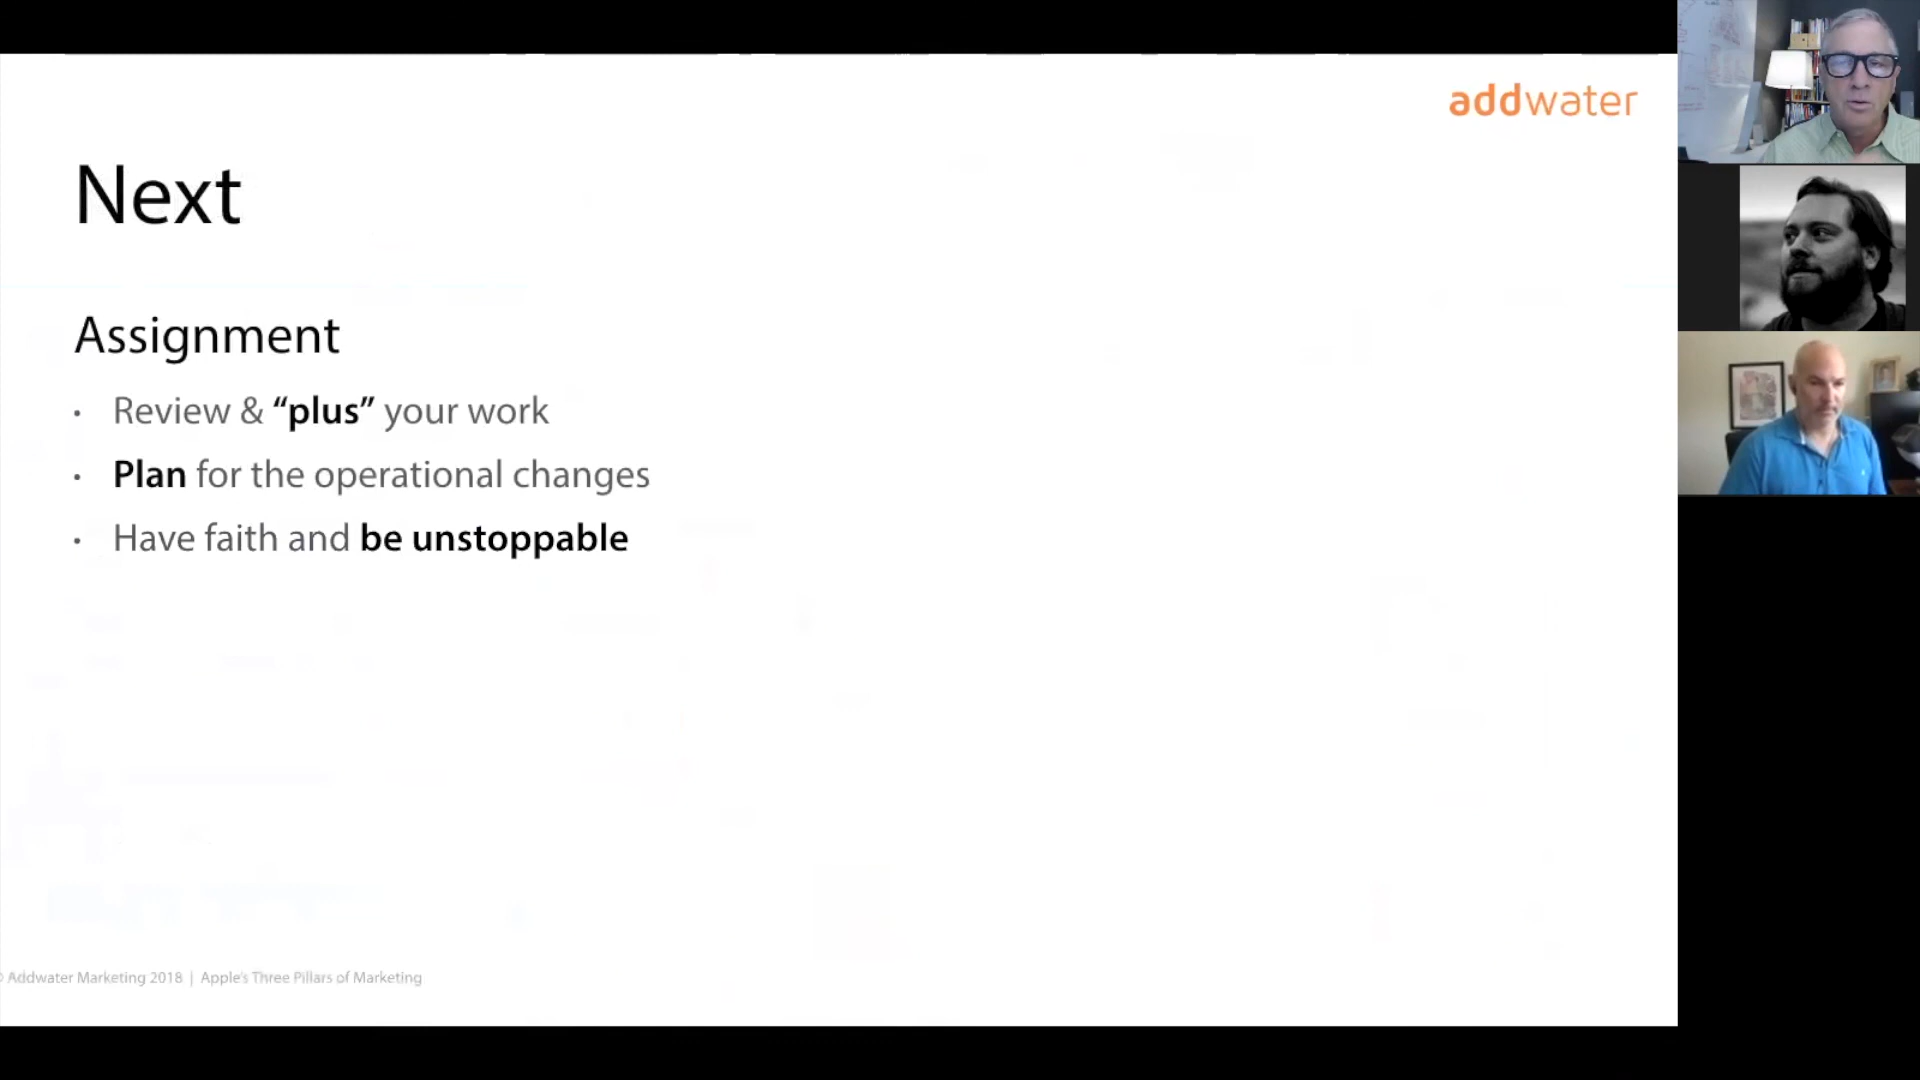 addwater
Next
Assignment
• Review & “plus” your work
• Plan for the operational changes
• Have faith and be unstoppable
© Addwater Marketing 2018 | Apple's Three Pillars of Marketing